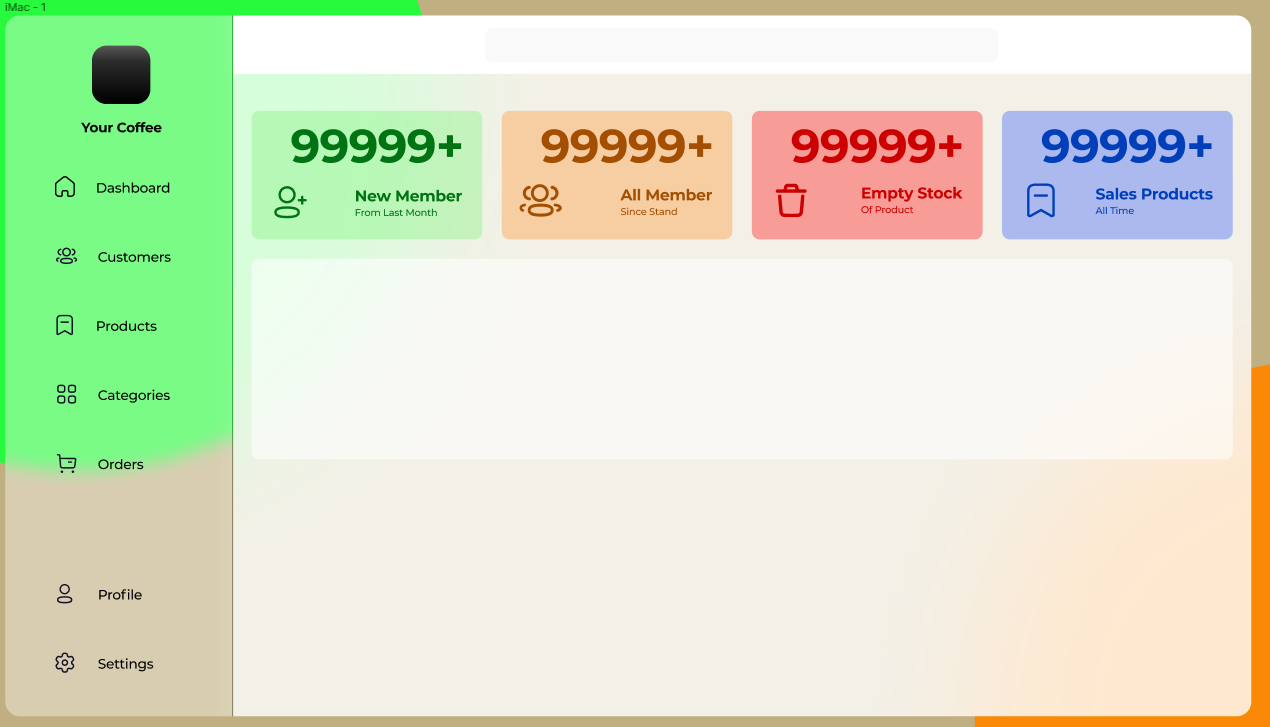 iMac - 1
Your Coffee
Dashboard
Customers
Products
Categories
Orders
Profile
Settings
99999+
New Member
From Last Month
99999+
All Member
Since Stand
99999+
Empty Stock
Of Product
99999+
Sales Products
All Time